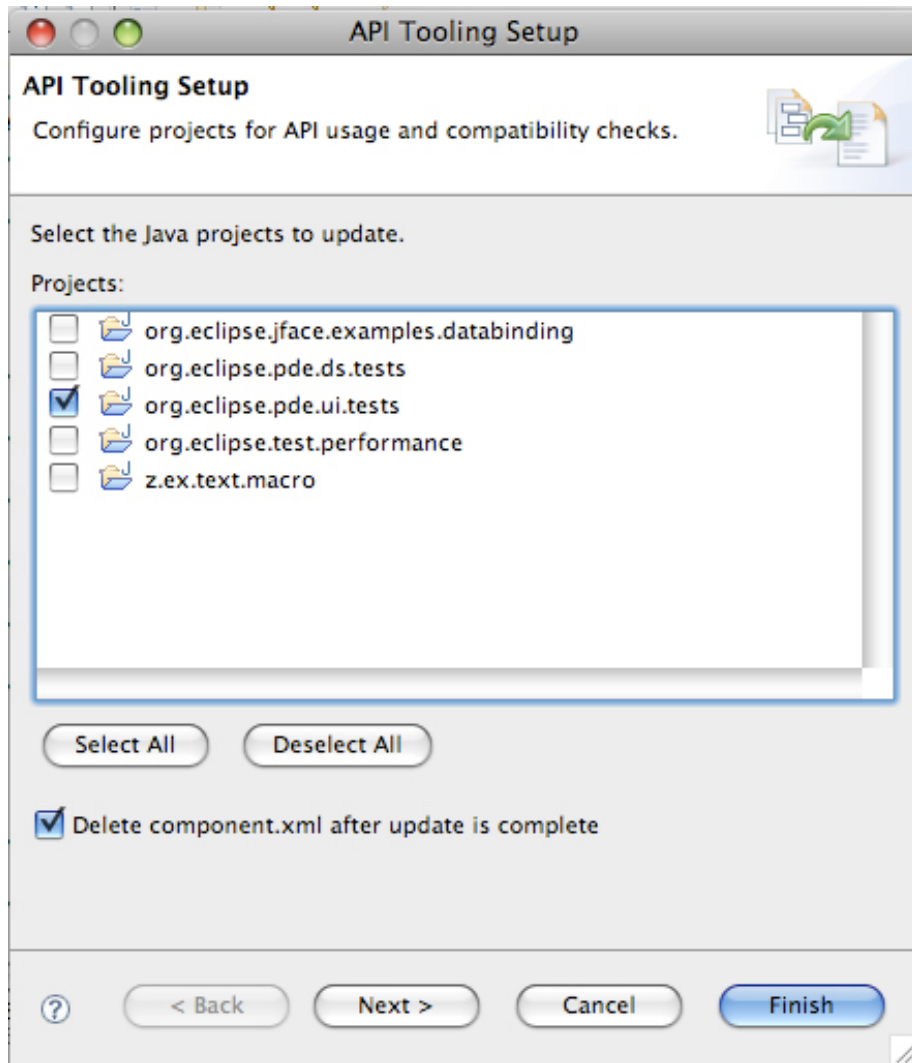 API Tooling Setup
API Tooling Setup
Configure projects for API usage and compatibility checks.
Select the Java projects to update.
Projects:
org.eclipse.jface.examples.databinding
org.eclipse.pde.ds.tests
org.eclipse.pde.ui.tests
org.eclipse.test.performance
z.ex.text.macro
Select All Deselect All
Delete component.xml after update is complete
? < Back Next > Cancel Finish